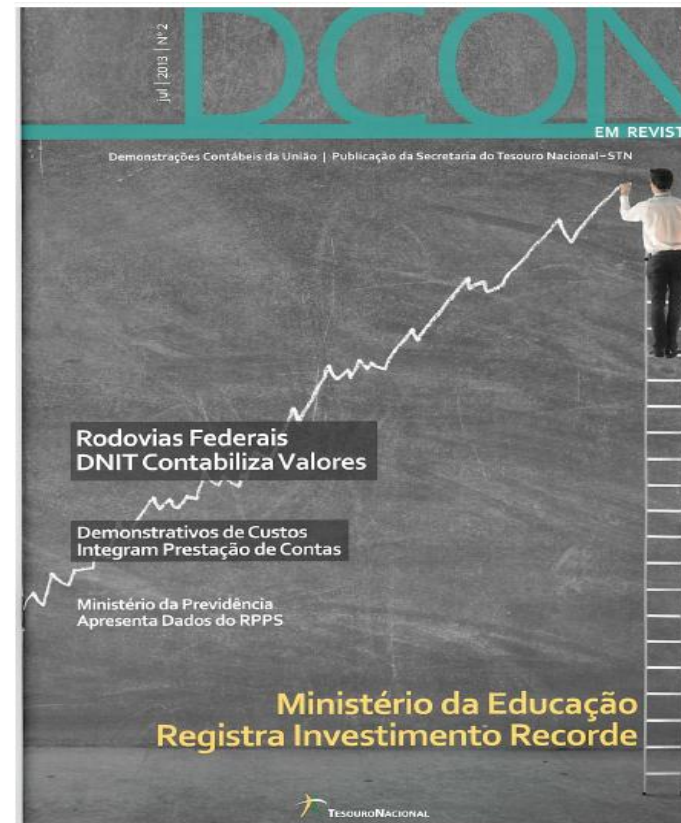 jul | 2013 | Nº 2
DCON
EM REVIST
Demonstrações Contábeis da União | Publicação da Secretaria do Tesouro Nacional–STN
Rodovias Federais
DNIT Contabiliza Valores
Demonstrativos de Custos
Integram Prestação de Contas
Ministério da Previdência
Apresenta Dados do RPPS
Ministério da Educação
Registra Investimento Recorde
TESOURONACIONAL